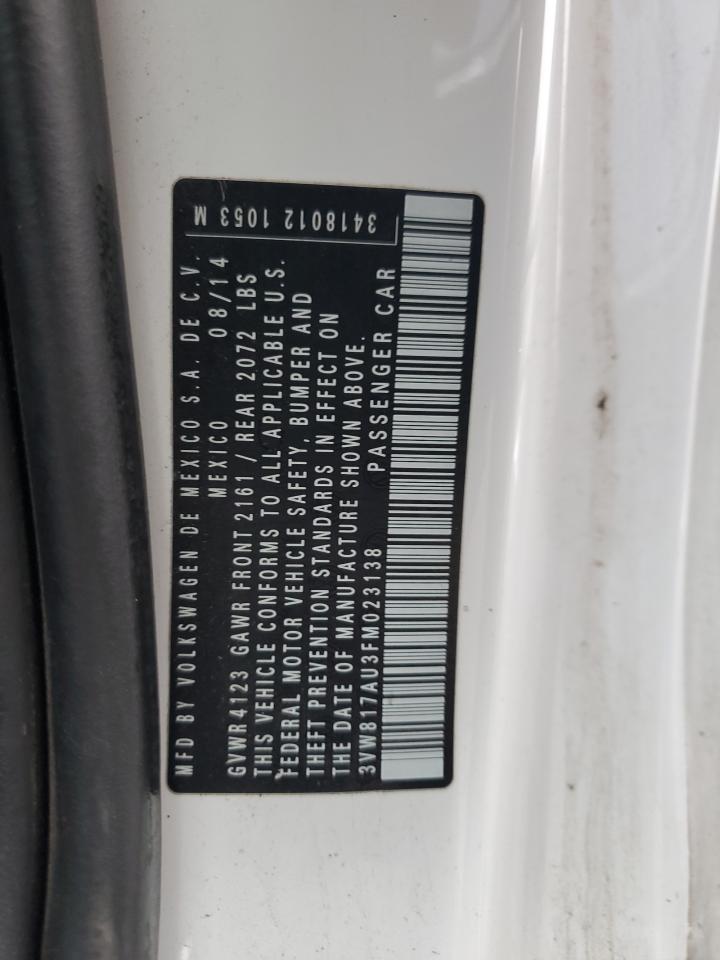 MFD BY VOLKSWAGEN DE MEXICO S.A. DE C.V.
MEXICO 08/14
GVWR4123 GAWR FRONT 2161 / REAR 2072 LBS
THIS VEHICLE CONFORMS TO ALL APPLICABLE U.S.
FEDERAL MOTOR VEHICLE SAFETY, BUMPER AND
THEFT PREVENTION STANDARDS IN EFFECT ON
THE DATE OF MANUFACTURE SHOWN ABOVE.
3VW817AU3FM023138 PASSENGER CAR
3418012 1053 M